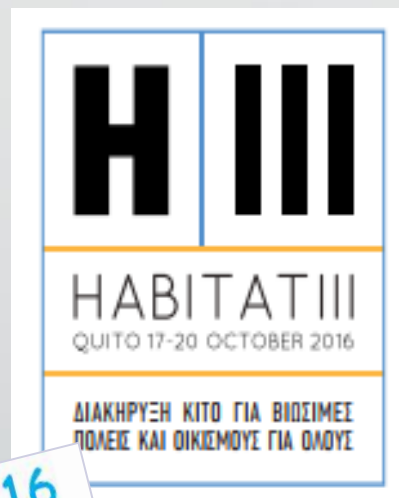 H III
HABITAT III
QUITO 17-20 OCTOBER 2016
ΔΙΑΚΗΡΥΞΗ ΚΙΤΟ ΓΙΑ ΒΙΩΣΙΜΕΣ
ΠΟΛΕΙΣ ΚΑΙ ΟΙΚΙΣΜΟΥΣ ΓΙΑ ΟΛΟΥΣ
16